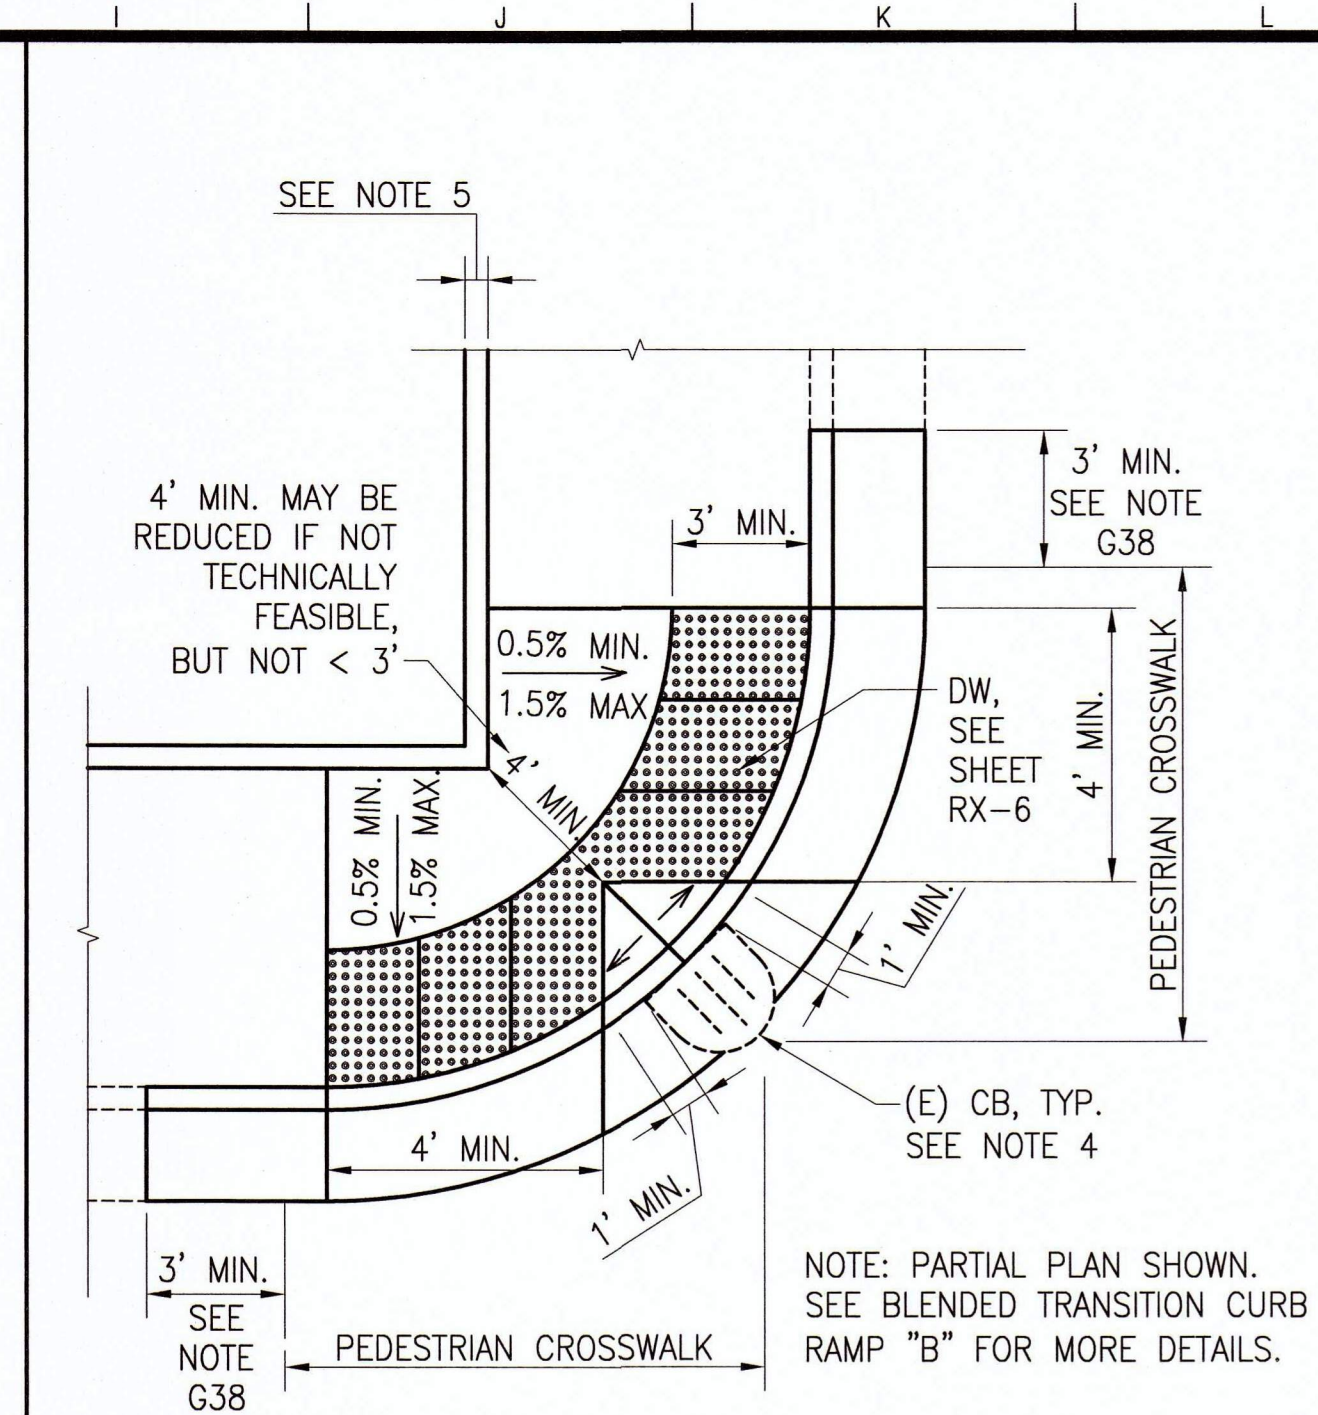 J
K
L
SEE NOTE 5
4' MIN. MAY BE
REDUCED IF NOT
TECHNICALLY
FEASIBLE,
BUT NOT < 3'
3' MIN.
3' MIN.
SEE NOTE
G38
0.5% MIN.
1.5% MAX
4' MIN.
DW,
SEE
SHEET
RX-6
4' MIN.
PEDESTRIAN CROSSWALK
0.5% MIN.
1.5% MAX.
1' MIN.
(E) CB, TYP.
SEE NOTE 4
4' MIN.
1' MIN.
3' MIN.
SEE
NOTE
G38
PEDESTRIAN CROSSWALK
NOTE: PARTIAL PLAN SHOWN.
SEE BLENDED TRANSITION CURB
RAMP "B" FOR MORE DETAILS.